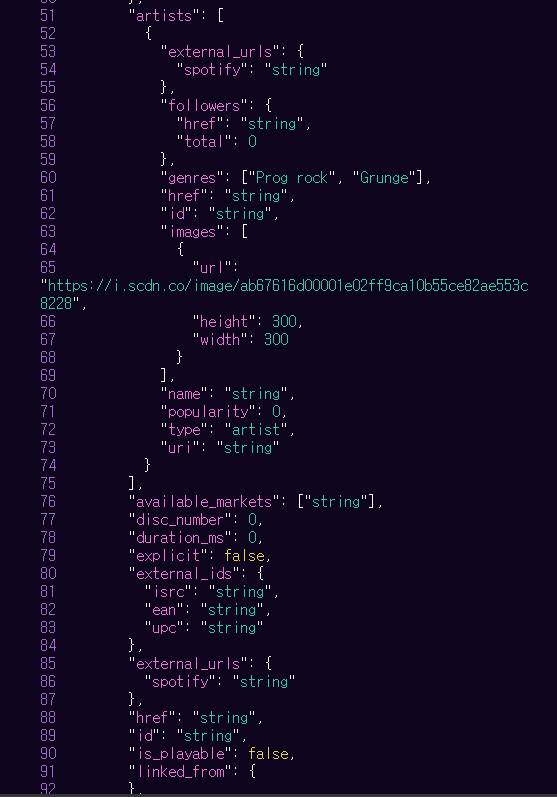 51 "artists": [
52 {
53 "external_urls": {
54 "spotify": "string"
55 },
56 "followers": {
57 "href": "string",
58 "total": 0
59 },
60 "genres": ["Prog rock", "Grunge"],
61 "href": "string",
62 "id": "string",
63 "images": [
64 {
65 "url":
"https://i.scdn.co/image/ab67616d00001e02ff9ca10b55ce82ae553c
8228",
66 "height": 300,
67 "width": 300
68 }
69 ],
70 "name": "string",
71 "popularity": 0,
72 "type": "artist",
73 "uri": "string"
74 }
75 ],
76 "available_markets": ["string"],
77 "disc_number": 0,
78 "duration_ms": 0,
79 "explicit": false,
80 "external_ids": {
81 "isrc": "string",
82 "ean": "string",
83 "upc": "string"
84 },
85 "external_urls": {
86 "spotify": "string"
87 },
88 "href": "string",
89 "id": "string",
90 "is_playable": false,
91 "linked_from": {
92 },